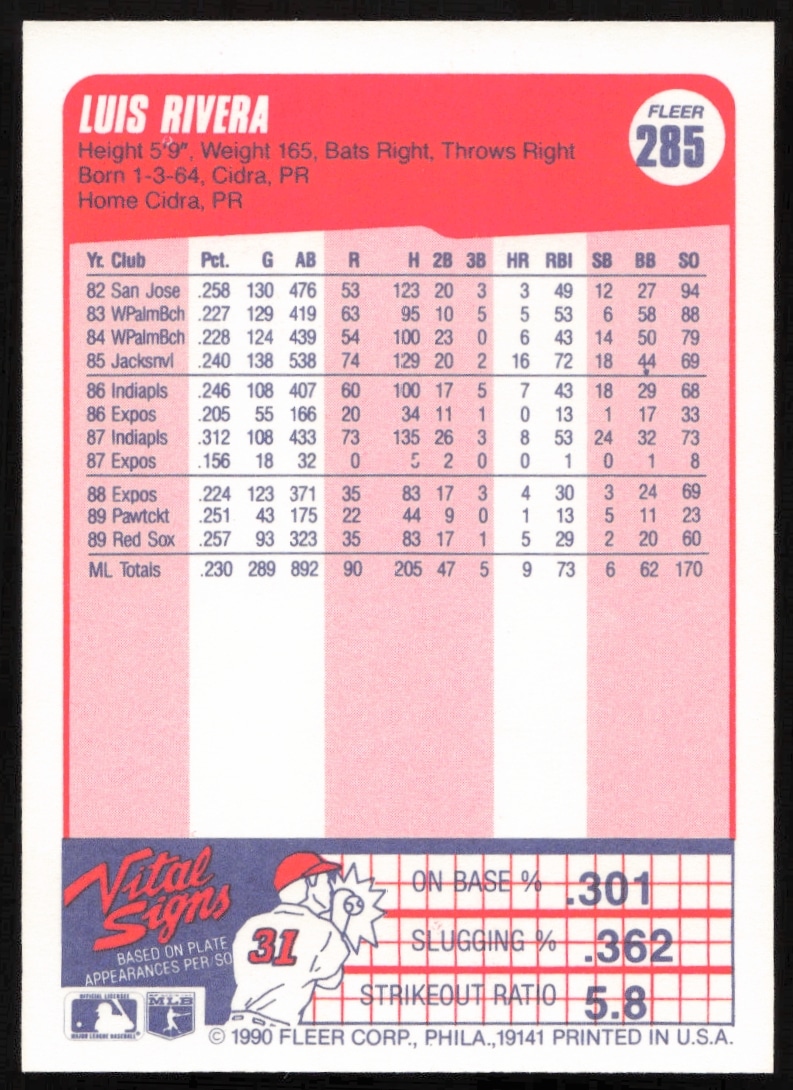 LUIS RIVERA
FLEER
285
Height 5'9", Weight 165, Bats Right, Throws Right
Born 1-3-64, Cidra, PR
Home Cidra, PR
Yr. Club Pct. G AB R H 2B 3B HR RBI SB BB SO
82 San Jose .258 130 476 53 123 20 3 3 49 12 27 94
83 WPalmBch .227 129 419 63 95 10 5 5 53 6 58 88
84 WPalmBch .228 124 439 54 100 23 0 6 43 14 50 79
85 Jacksnvl .240 138 538 74 129 20 2 16 72 18 44 69
86 Indiapls .246 108 407 60 100 17 5 7 43 18 29 68
86 Expos .205 55 166 20 34 11 1 0 13 1 17 33
87 Indiapls .312 108 433 73 135 26 3 8 53 24 32 73
87 Expos .156 18 32 0 5 2 0 0 1 0 1 8
88 Expos .224 123 371 35 83 17 3 4 30 3 24 69
89 Pawtckt .251 43 175 22 44 9 0 1 13 5 11 23
89 Red Sox .257 93 323 35 83 17 1 5 29 2 20 60
ML Totals .230 289 892 90 205 47 5 9 73 6 62 170
Vital
Signs
BASED ON PLATE
APPEARANCES PER/SO
31
ON BASE % .301
SLUGGING % .362
STRIKEOUT RATIO 5.8
OFFICIAL LICENSEE
MAJOR LEAGUE BASEBALL
MLB
© 1990 FLEER CORP., PHILA.,19141 PRINTED IN U.S.A.